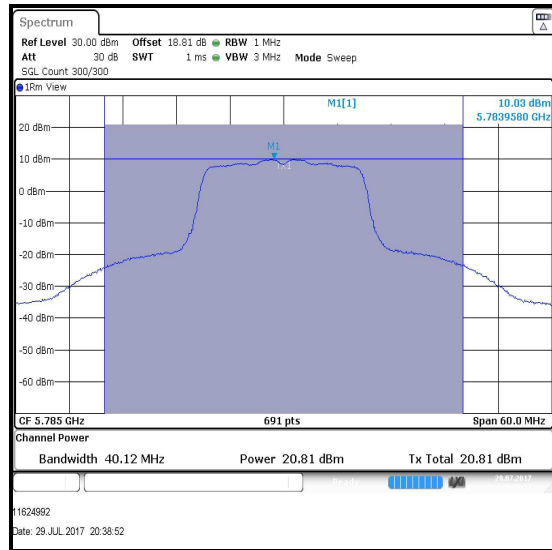 Spectrum
Ref Level 30.00 dBm Offset 18.81 dB RBW 1 MHz
Att 30 dB SWT 1 ms VBW 3 MHz Mode Sweep
SGL Count 300/300
1Rm View
M1[1] 10.03 dBm
5.7839580 GHz
20 dBm
M1
10 dBm
0 dBm
-10 dBm
-20 dBm
-30 dBm
-40 dBm
-50 dBm
-60 dBm
CF 5.785 GHz 691 pts Span 60.0 MHz
Channel Power
Bandwidth 40.12 MHz Power 20.81 dBm Tx Total 20.81 dBm
Ready 29.07.2017
11624992
Date: 29.JUL.2017 20:38:52